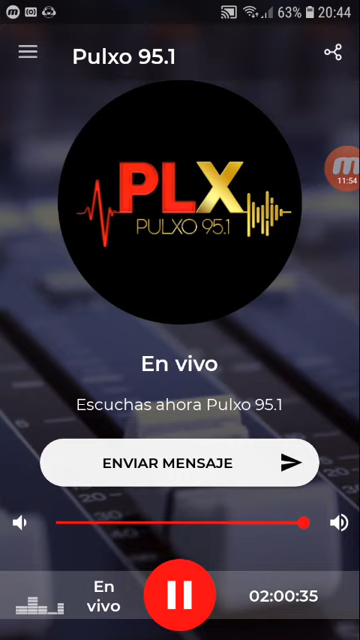 63% 20:44
Pulxo 95.1
11:54
PLX
PULXO 95.1
En vivo
Escuchas ahora Pulxo 95.1
ENVIAR MENSAJE
En
vivo
02:00:35